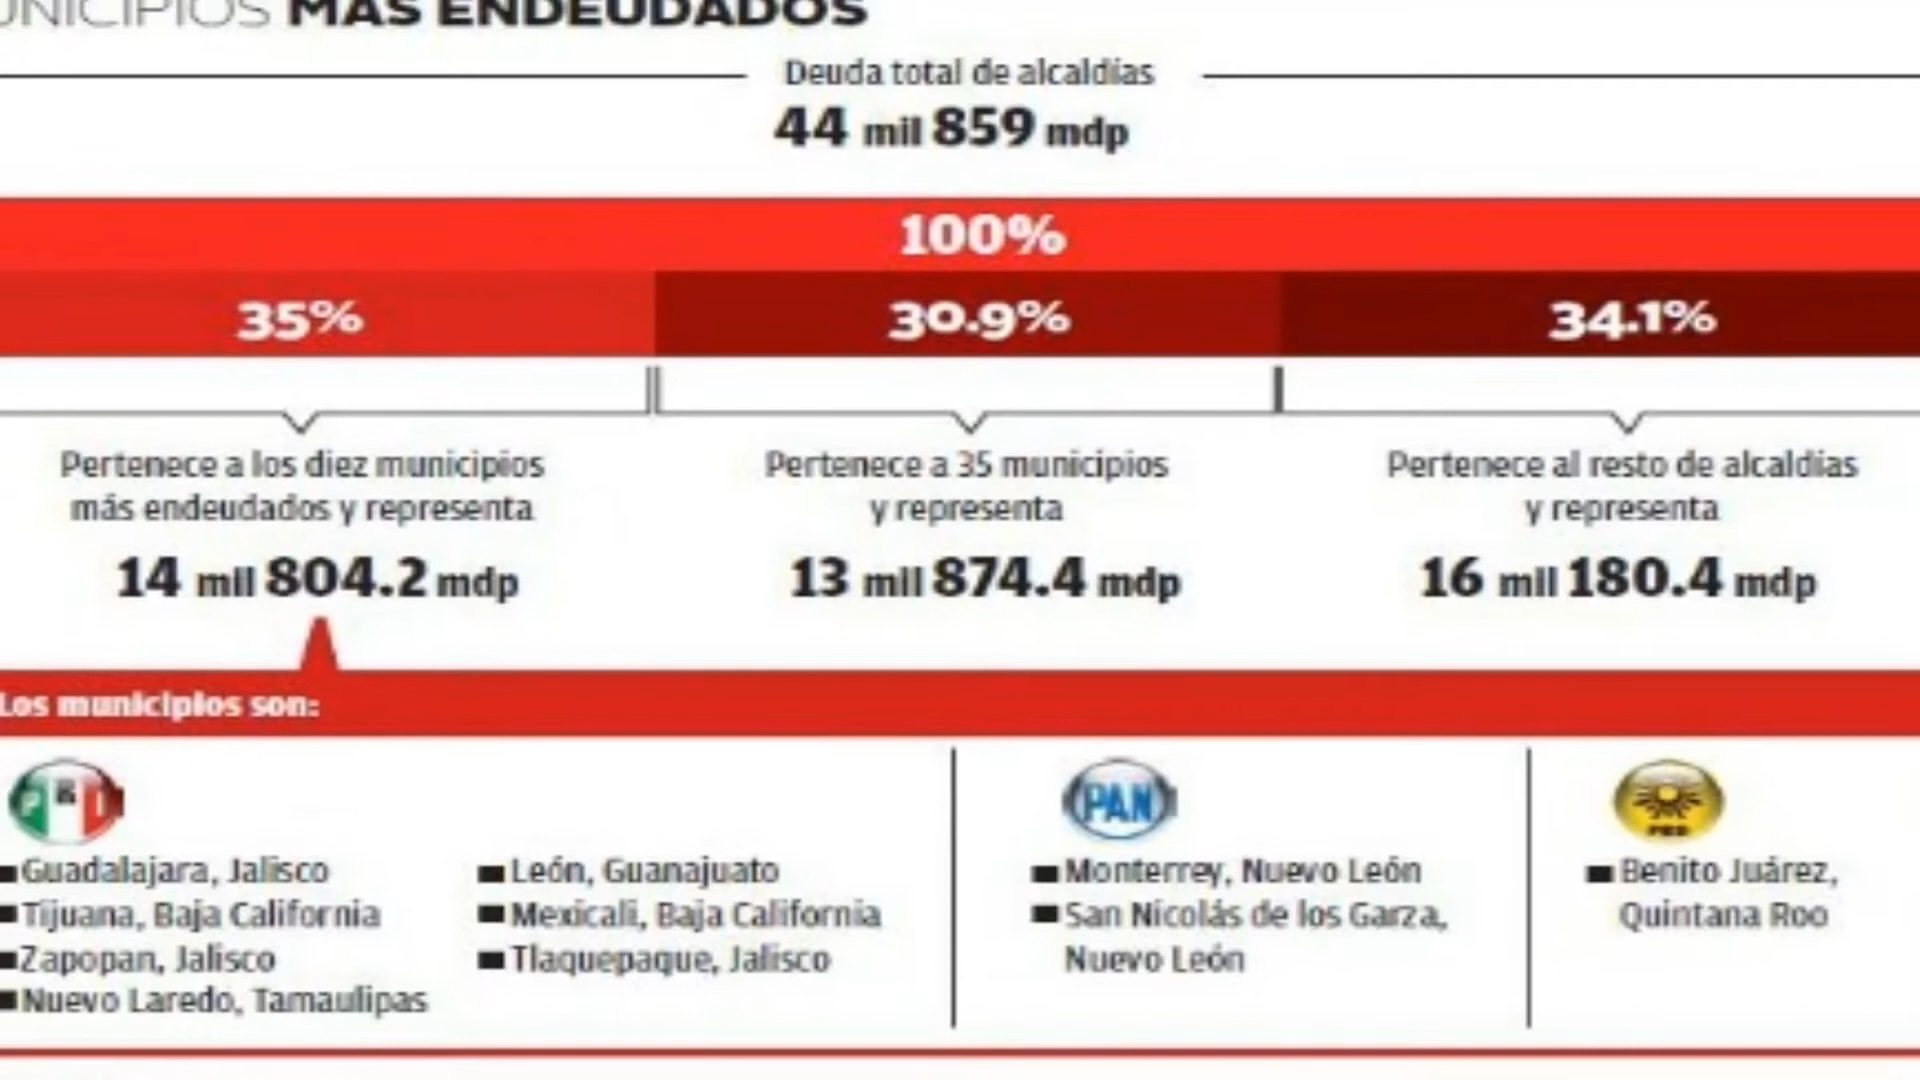 UNICIPIOS MÁS ENDEUDADOS
Deuda total de alcaldías
44 mil 859 mdp
100%
35%
30.9%
34.1%
Pertenece a los diez municipios
más endeudados y representa
14 mil 804.2 mdp
Pertenece a 35 municipios
y representa
13 mil 874.4 mdp
Pertenece al resto de alcaldías
y representa
16 mil 180.4 mdp
Los municipios son:
PRI
Guadalajara, Jalisco
Tijuana, Baja California
Zapopan, Jalisco
Nuevo Laredo, Tamaulipas
León, Guanajuato
Mexicali, Baja California
Tlaquepaque, Jalisco
PAN
Monterrey, Nuevo León
San Nicolás de los Garza,
Nuevo León
PRD
Benito Juárez,
Quintana Roo